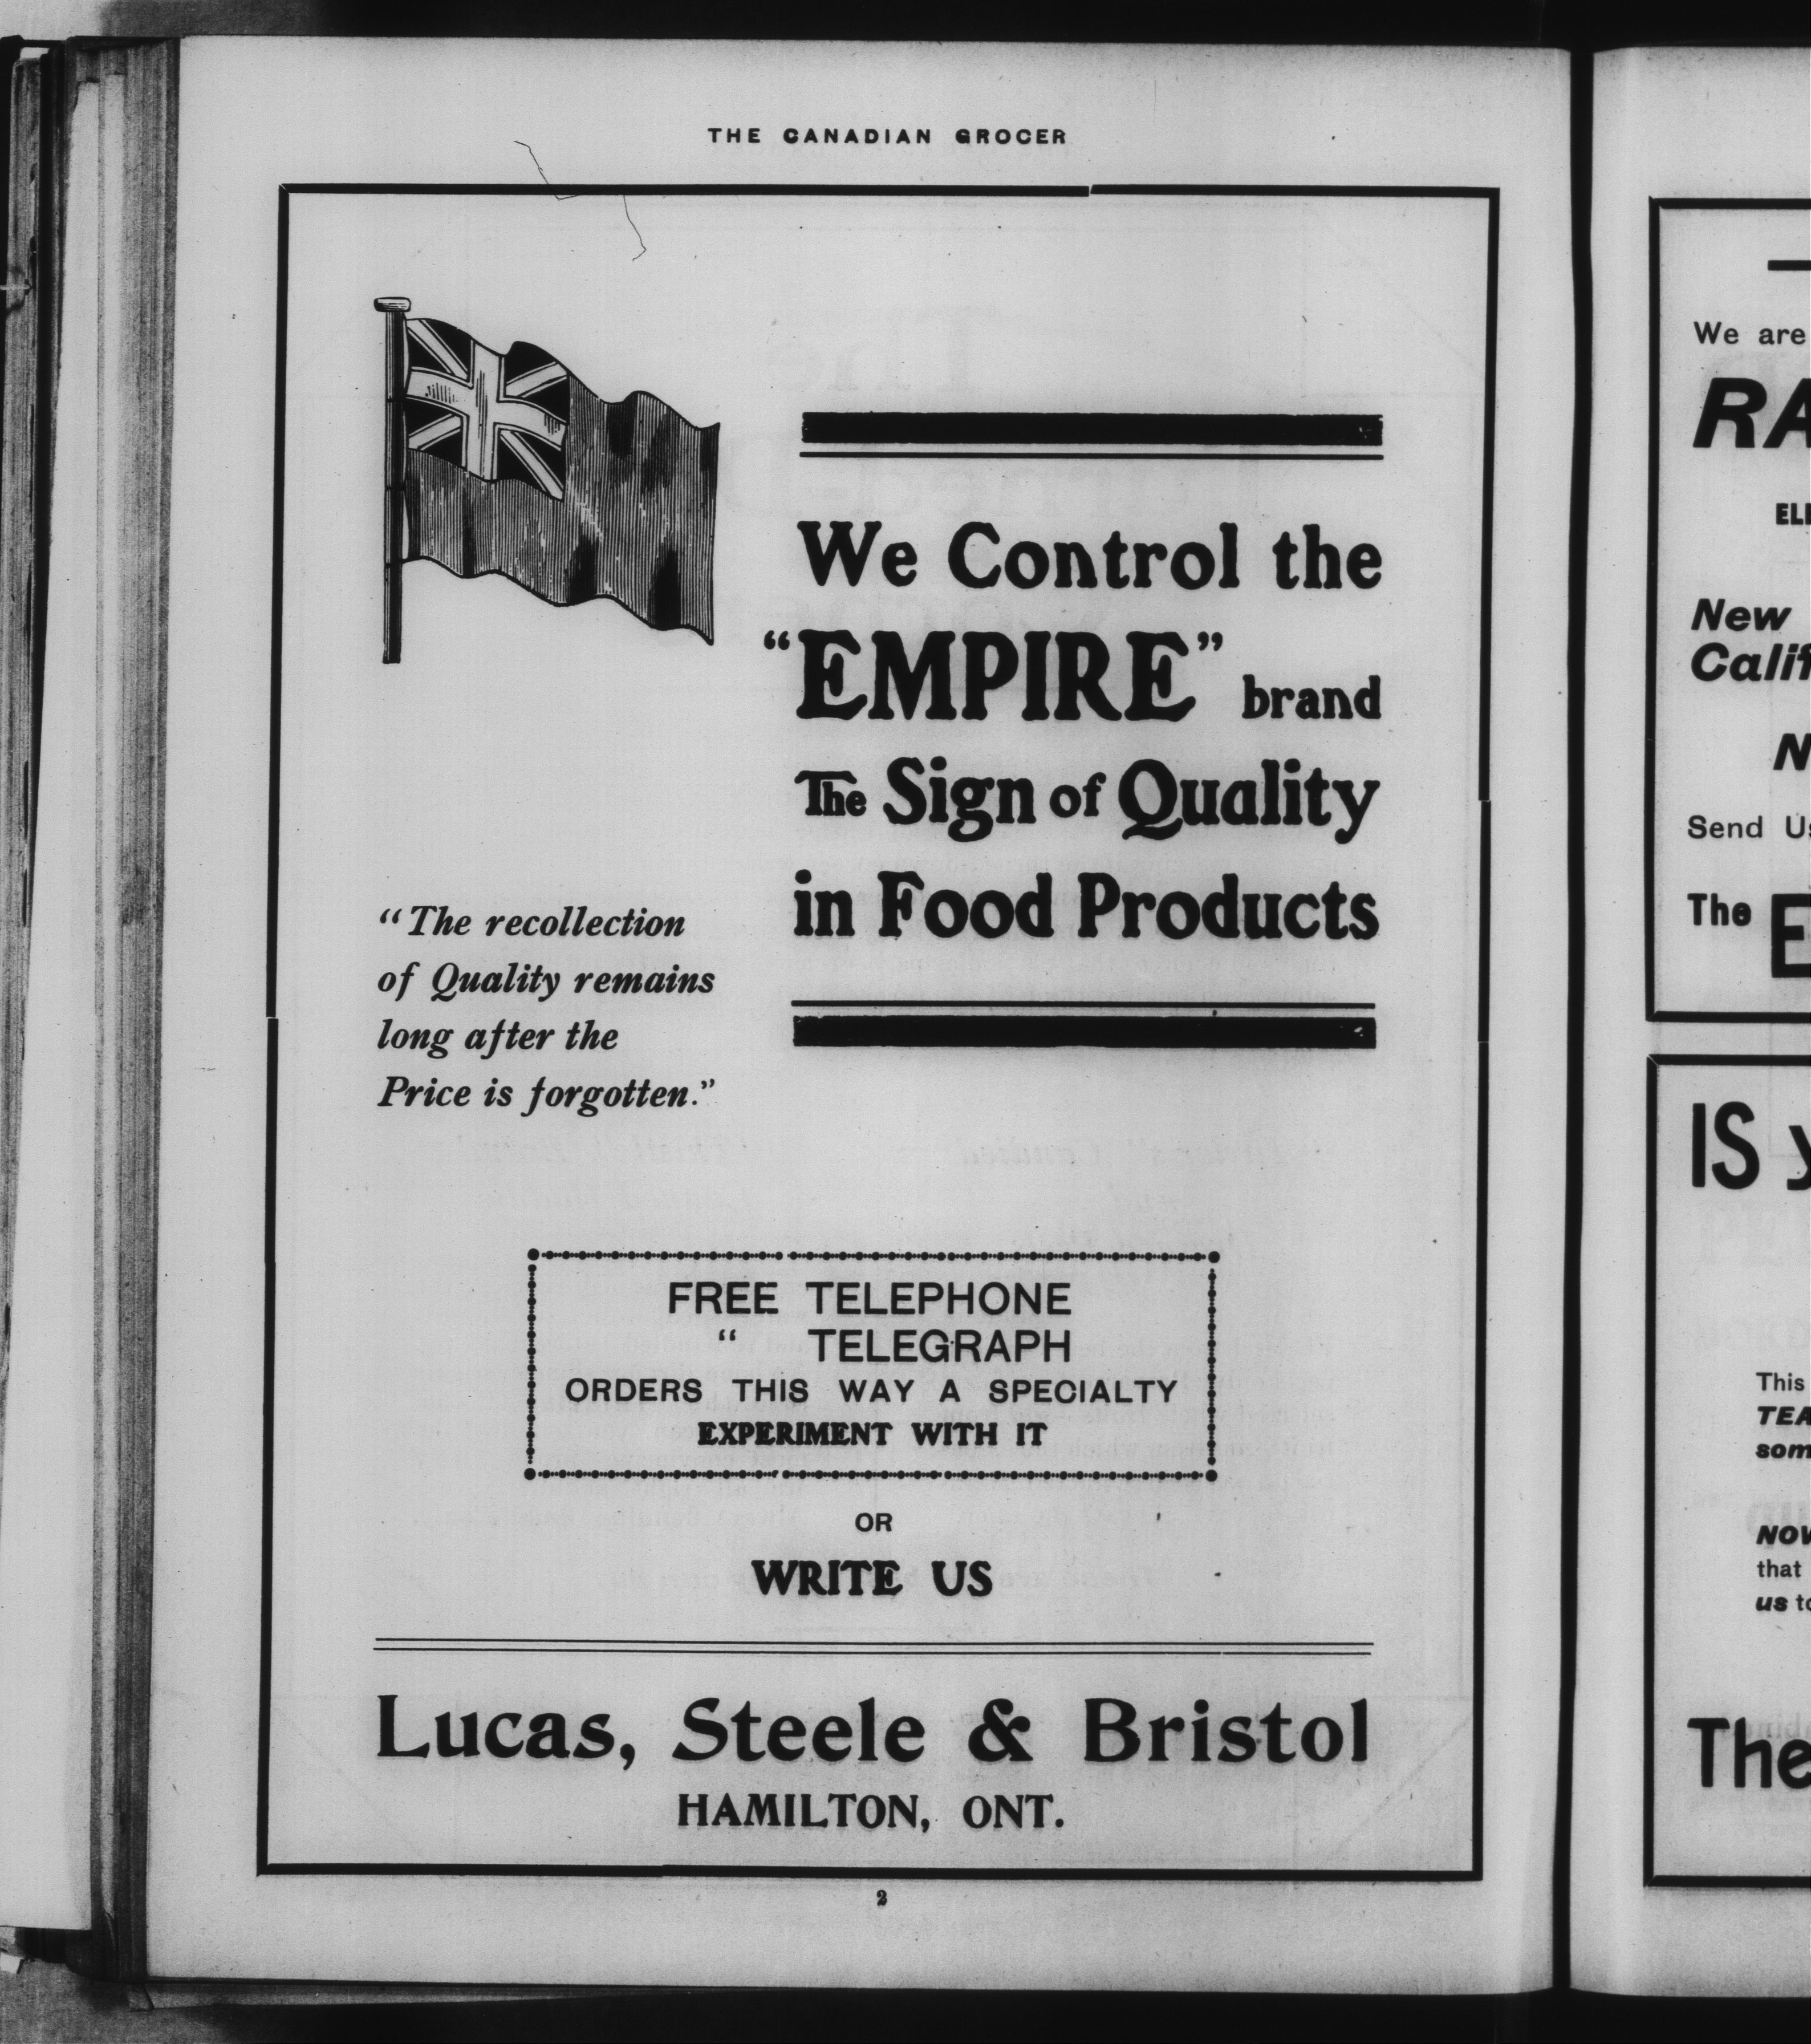 THE CANADIAN GROCER
We Control the
"EMPIRE" brand
The Sign of Quality
in Food Products
"The recollection
of Quality remains
long after the
Price is forgotten."
FREE TELEPHONE
" TELEGRAPH
ORDERS THIS WAY A SPECIALTY
EXPERIMENT WITH IT
OR
WRITE US
Lucas, Steele & Bristol
HAMILTON, ONT.
2
We are
New
Send
The
IS
This
that
us
The